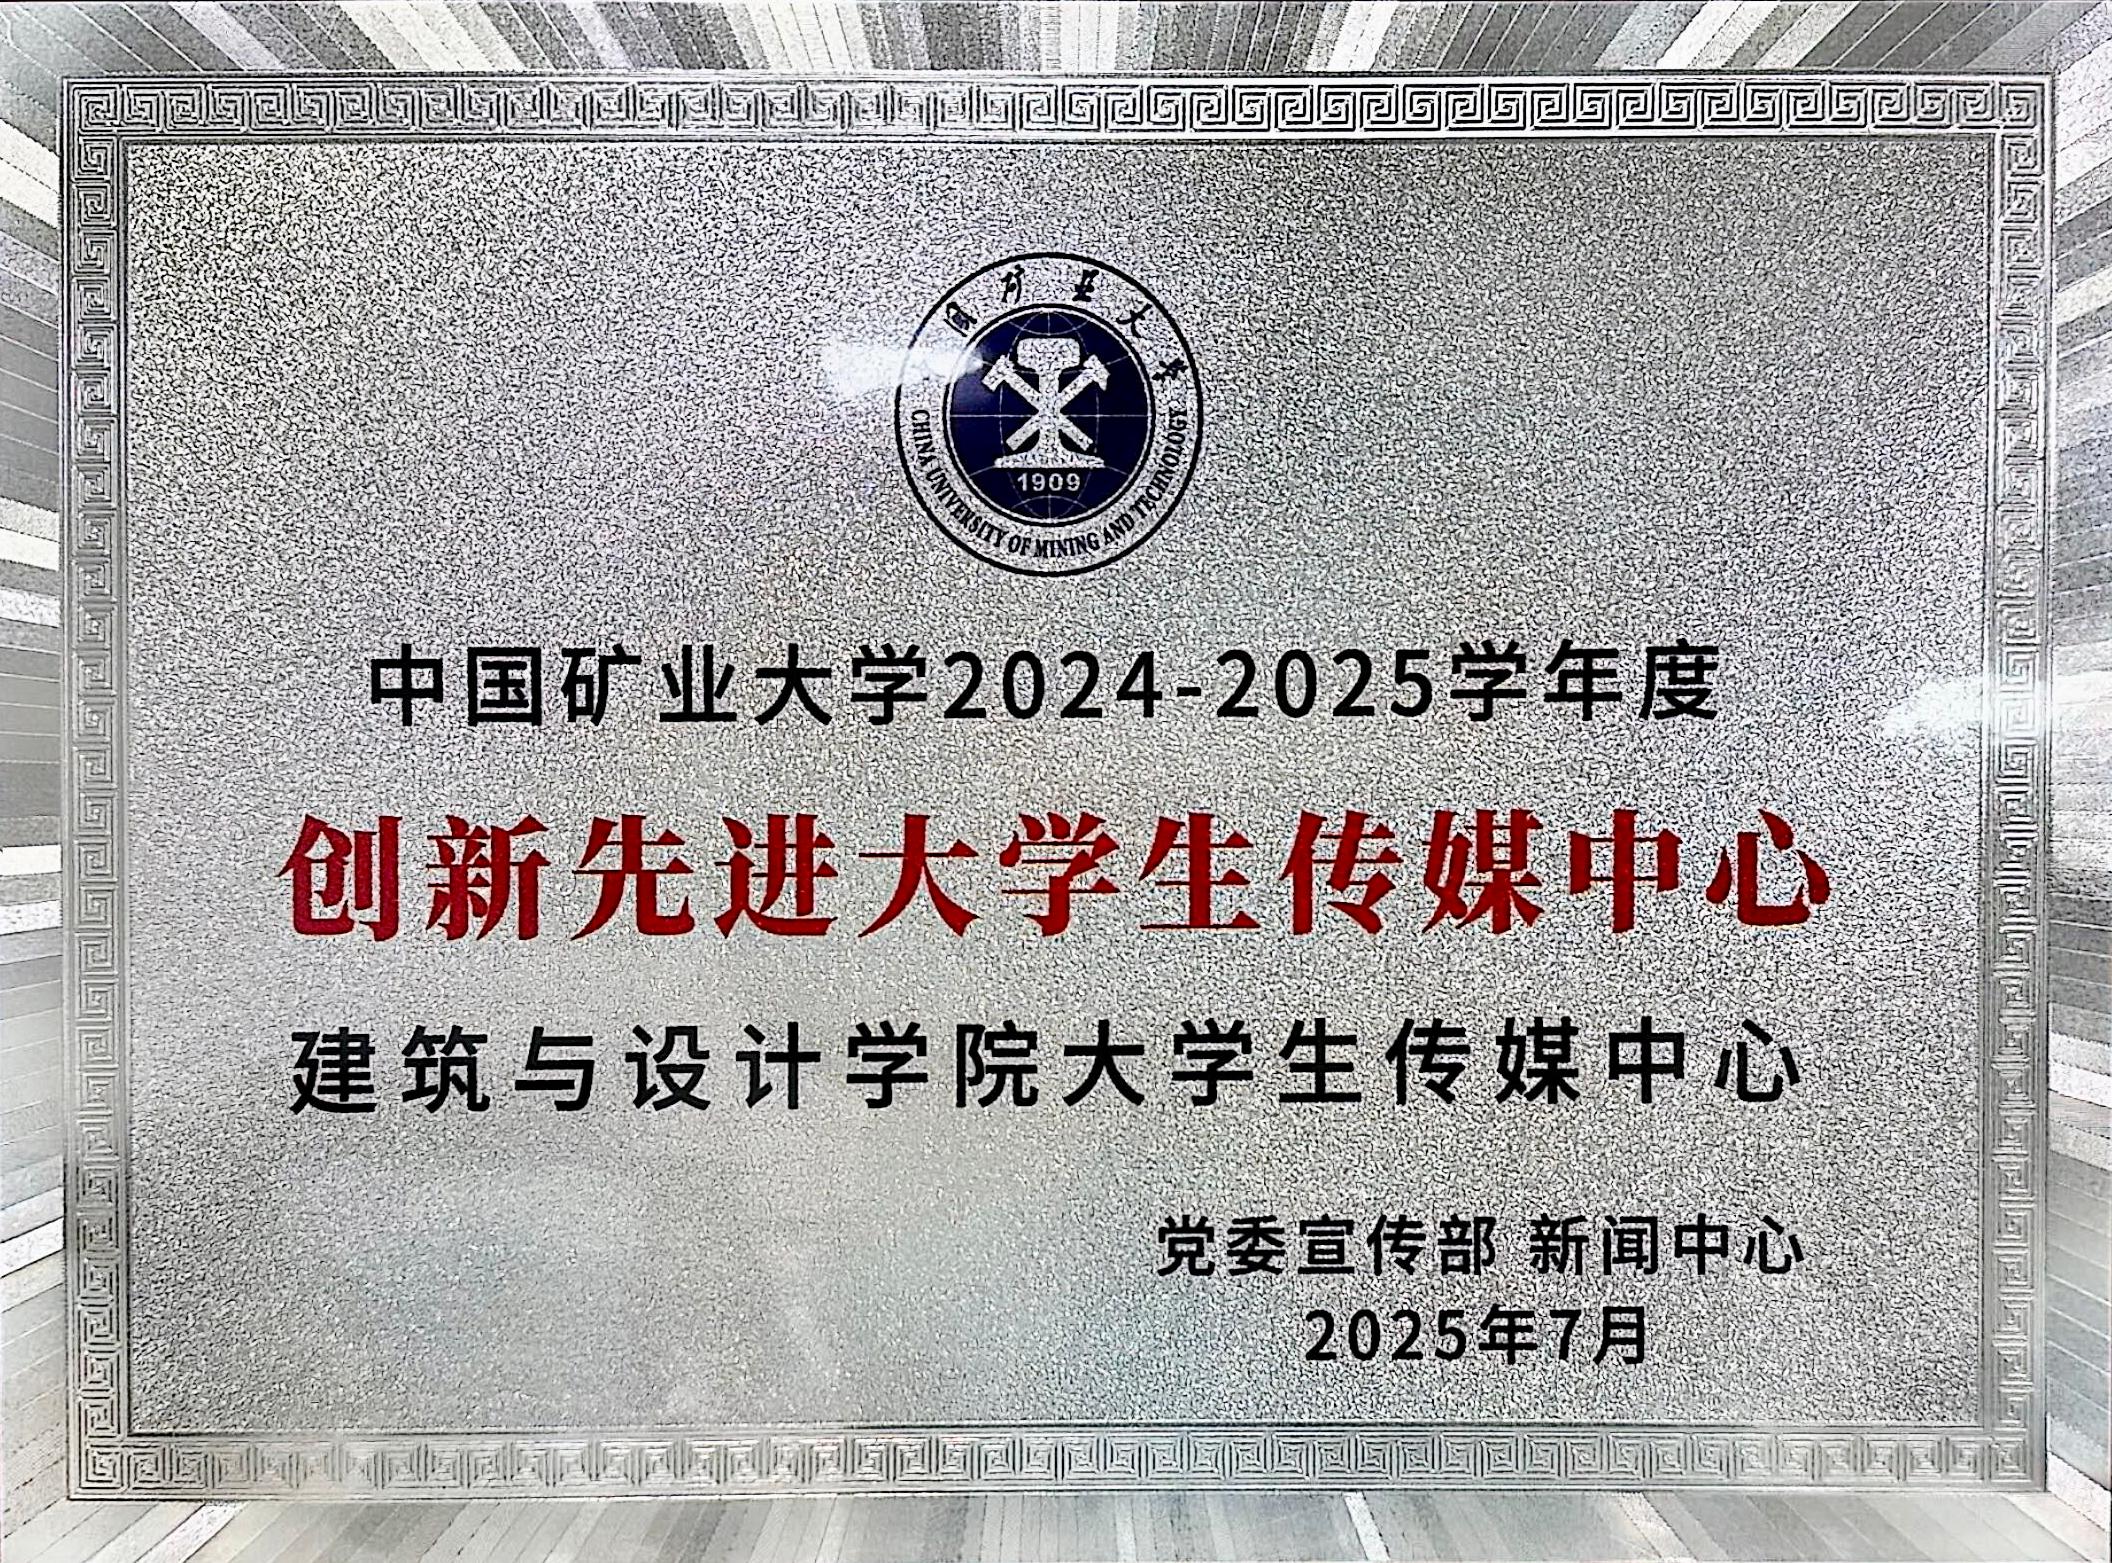 国矿业大学
1909
CHINA UNIVERSITY OF MINING AND TECHNOLOGY
中国矿业大学2024-2025学年度
创新先进大学生传媒中心
建筑与设计学院大学生传媒中心
党委宣传部 新闻中心
2025年7月